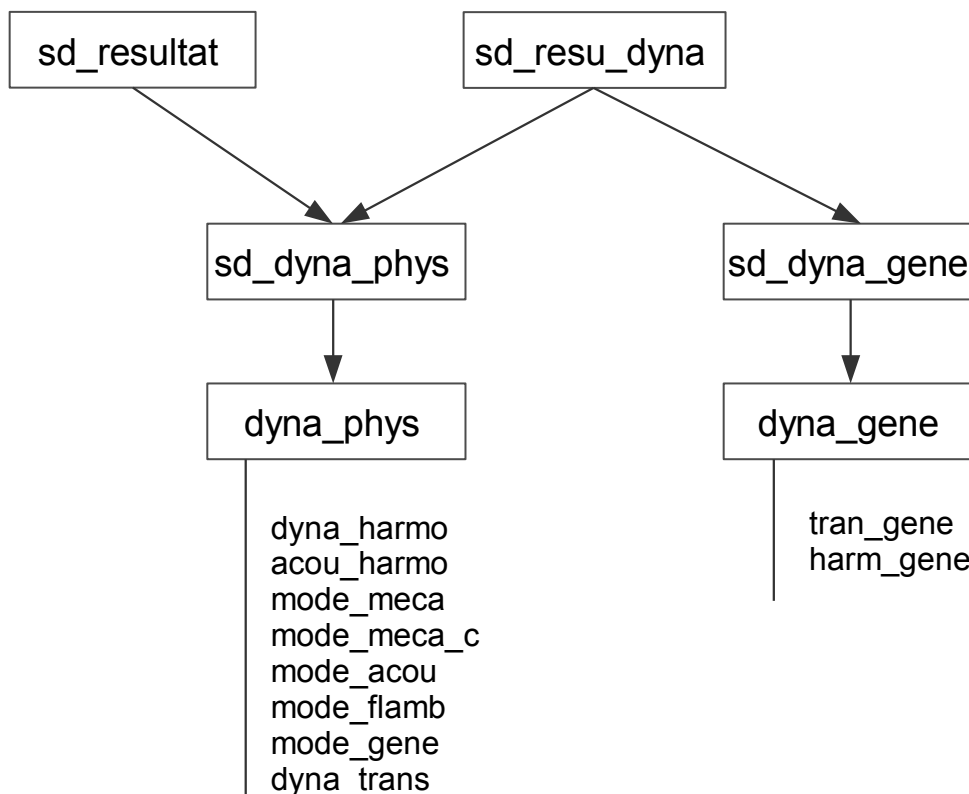 sd_resultat
sd_resu_dyna
sd_dyna_phys
sd_dyna_gene
dyna_phys
dyna_gene
dyna_harmo
acou_harmo
mode_meca
mode_meca_c
mode_acou
mode_flamb
mode_gene
dyna_trans
tran_gene
harm_gene